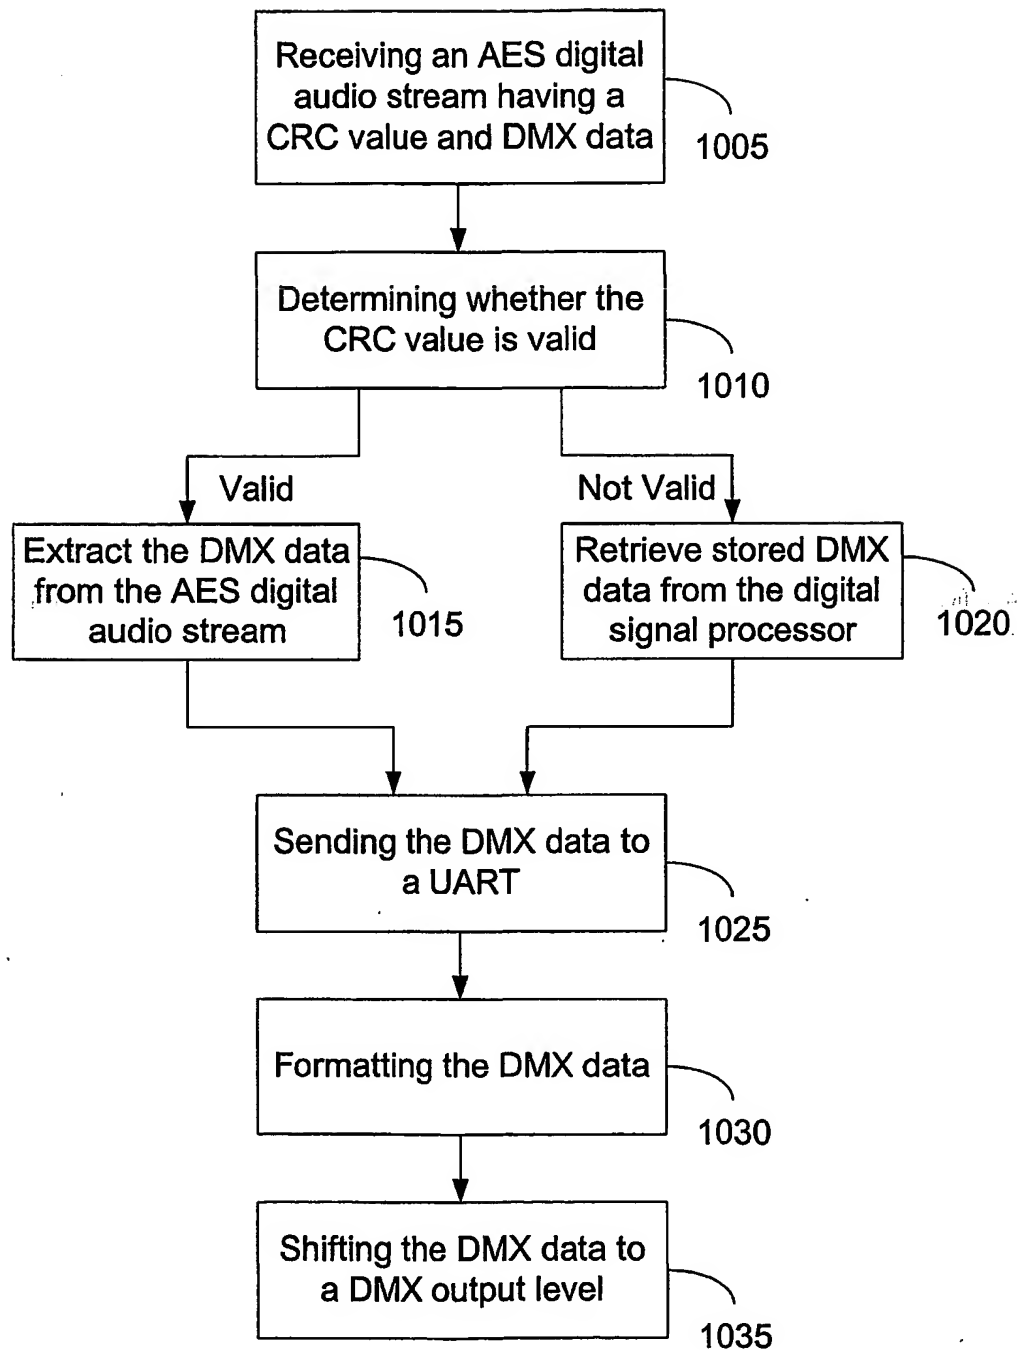 Receiving an AES digital
audio stream having a
CRC value and DMX data
1005
Determining whether the
CRC value is valid
1010
Valid
Not Valid
Extract the DMX data
from the AES digital
audio stream
1015
Retrieve stored DMX
data from the digital
signal processor
1020
Sending the DMX data to
a UART
1025
Formatting the DMX data
1030
Shifting the DMX data to
a DMX output level
1035